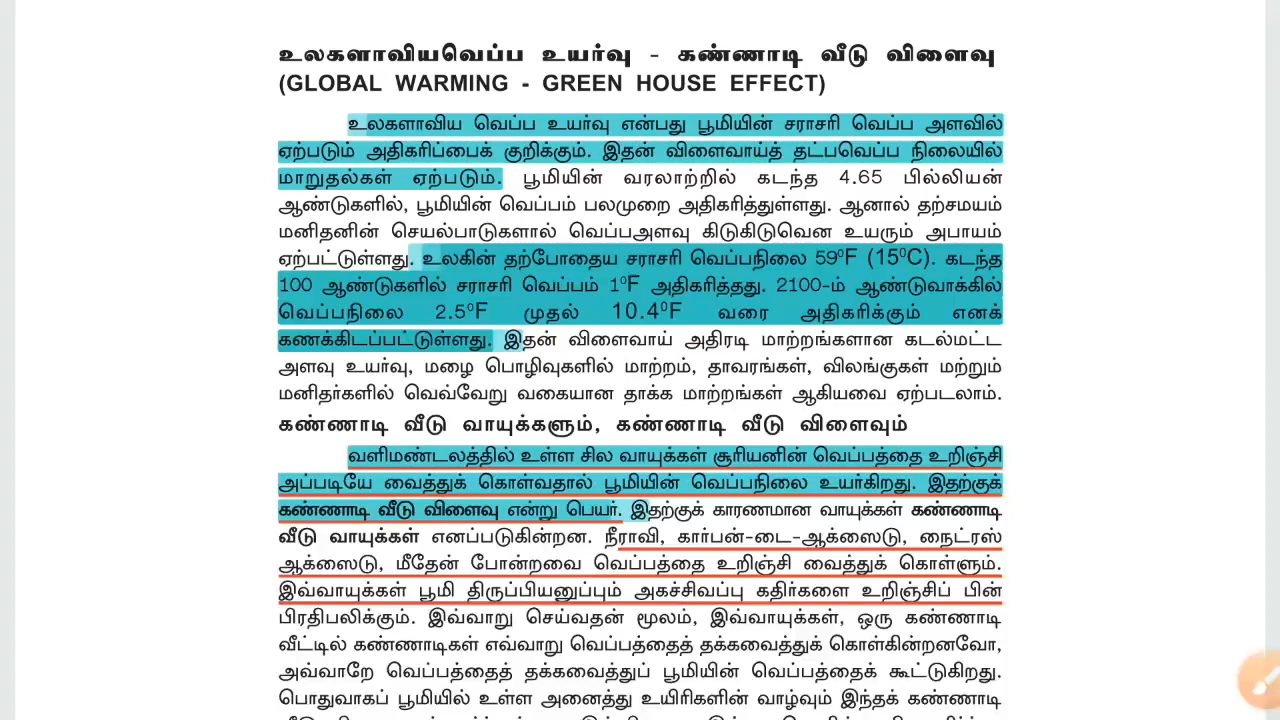 உலகளாவியவெப்ப உயர்வு - கண்ணாடி வீடு விளைவு
(GLOBAL WARMING - GREEN HOUSE EFFECT)
உலகளாவிய வெப்ப உயர்வு என்பது பூமியின் சராசரி வெப்ப அளவில்
ஏற்படும் அதிகரிப்பைக் குறிக்கும். இதன் விளைவாய்த் தட்பவெப்ப நிலையில்
மாறுதல்கள் ஏற்படும். பூமியின் வரலாற்றில் கடந்த 4.65 பில்லியன்
ஆண்டுகளில், பூமியின் வெப்பம் பலமுறை அதிகரித்துள்ளது. ஆனால் தற்சமயம்
மனிதனின் செயல்பாடுகளால் வெப்பஅளவு கிடுகிடுவென உயரும் அபாயம்
ஏற்பட்டுள்ளது. உலகின் தற்போதைய சராசரி வெப்பநிலை 59⁰F (15⁰C). கடந்த
100 ஆண்டுகளில் சராசரி வெப்பம் 1⁰F அதிகரித்தது. 2100-ம் ஆண்டுவாக்கில்
வெப்பநிலை 2.5⁰F முதல் 10.4⁰F வரை அதிகரிக்கும் எனக்
கணக்கிடப்பட்டுள்ளது. இதன் விளைவாய் அதிரடி மாற்றங்களான கடல்மட்ட
அளவு உயர்வு, மழை பொழிவுகளில் மாற்றம், தாவரங்கள், விலங்குகள் மற்றும்
மனிதர்களில் வெவ்வேறு வகையான தாக்க மாற்றங்கள் ஆகியவை ஏற்படலாம்.
கண்ணாடி வீடு வாயுக்களும், கண்ணாடி வீடு விளைவும்
வளிமண்டலத்தில் உள்ள சில வாயுக்கள் சூரியனின் வெப்பத்தை உறிஞ்சி
அப்படியே வைத்துக் கொள்வதால் பூமியின் வெப்பநிலை உயர்கிறது. இதற்குக்
கண்ணாடி வீடு விளைவு என்று பெயர். இதற்குக் காரணமான வாயுக்கள் கண்ணாடி
வீடு வாயுக்கள் எனப்படுகின்றன. நீராவி, கார்பன்-டை-ஆக்ஸைடு, நைட்ரஸ்
ஆக்ஸைடு, மீதேன் போன்றவை வெப்பத்தை உறிஞ்சி வைத்துக் கொள்ளும்.
இவ்வாயுக்கள் பூமி திருப்பியனுப்பும் அகச்சிவப்பு கதிர்களை உறிஞ்சிப் பின்
பிரதிபலிக்கும். இவ்வாறு செய்வதன் மூலம், இவ்வாயுக்கள், ஒரு கண்ணாடி
வீட்டில் கண்ணாடிகள் எவ்வாறு வெப்பத்தைத் தக்கவைத்துக் கொள்கின்றனவோ,
அவ்வாறே வெப்பத்தைத் தக்கவைத்துப் பூமியின் வெப்பத்தைக் கூட்டுகிறது.
பொதுவாகப் பூமியில் உள்ள அனைத்து உயிரிகளின் வாழ்வும் இந்தக் கண்ணாடி